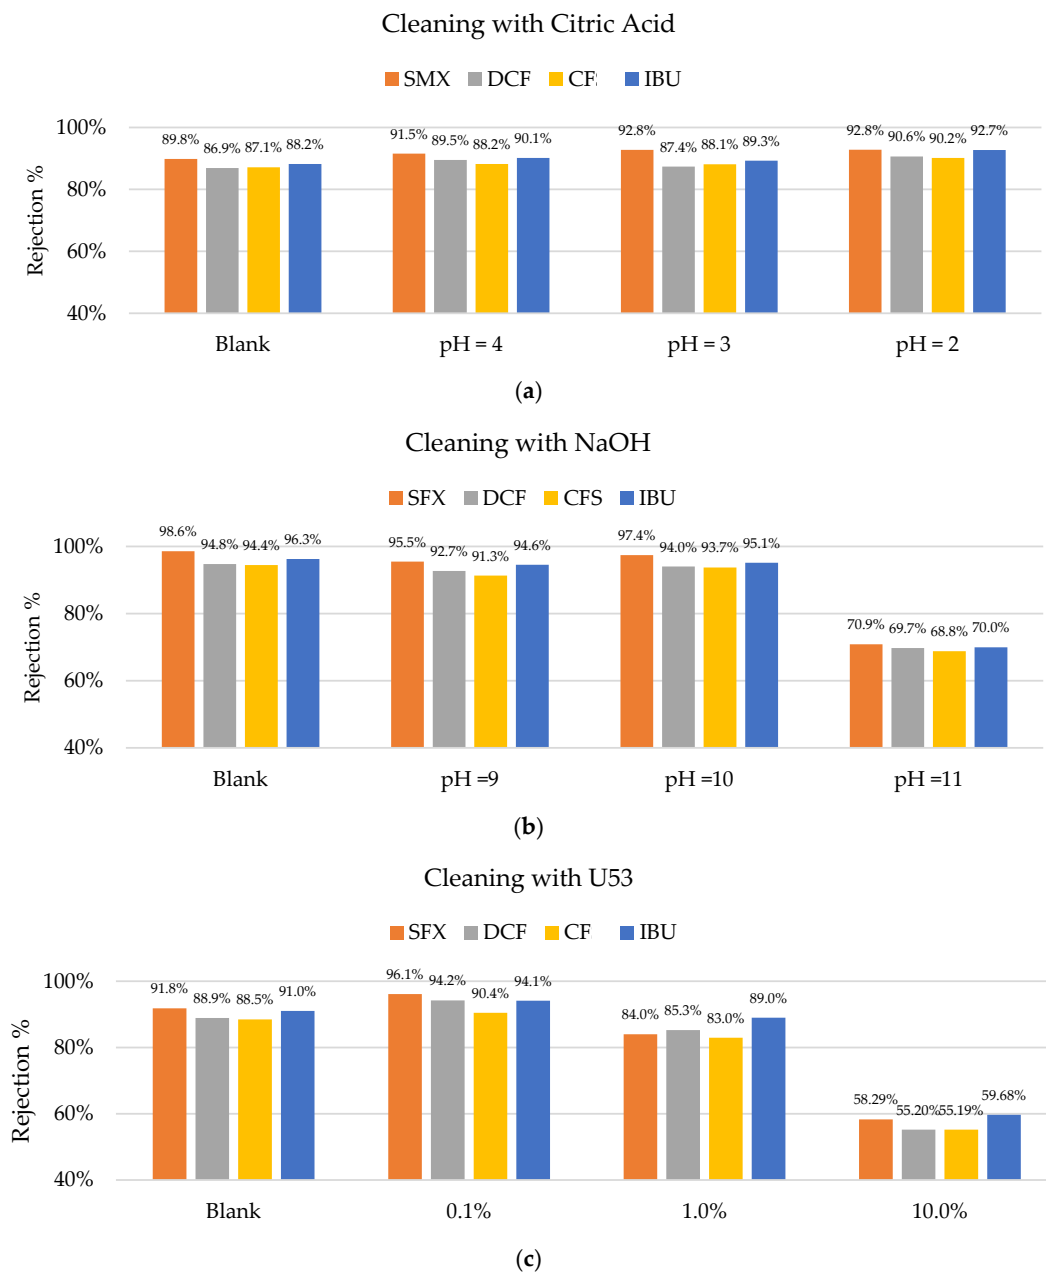 Cleaning with Citric Acid
SMX DCF CF IBU
100%
80%
60%
40%
Rejection %
89.8% 86.9% 87.1% 88.2% 91.5% 89.5% 88.2% 90.1% 92.8% 87.4% 88.1% 89.3% 92.8% 90.6% 90.2% 92.7%
Blank pH = 4 pH = 3 pH = 2
(a)
Cleaning with NaOH
SFX DCF CFS IBU
100%
80%
60%
40%
Rejection %
98.6% 94.8% 94.4% 96.3% 95.5% 92.7% 91.3% 94.6% 97.4% 94.0% 93.7% 95.1% 70.9% 69.7% 68.8% 70.0%
Blank pH =9 pH =10 pH =11
(b)
Cleaning with U53
SFX DCF CF IBU
100%
80%
60%
40%
Rejection %
91.8% 88.9% 88.5% 91.0% 96.1% 94.2% 90.4% 94.1% 84.0% 85.3% 83.0% 89.0% 58.29% 55.20% 55.19% 59.68%
Blank 0.1% 1.0% 10.0%
(c)